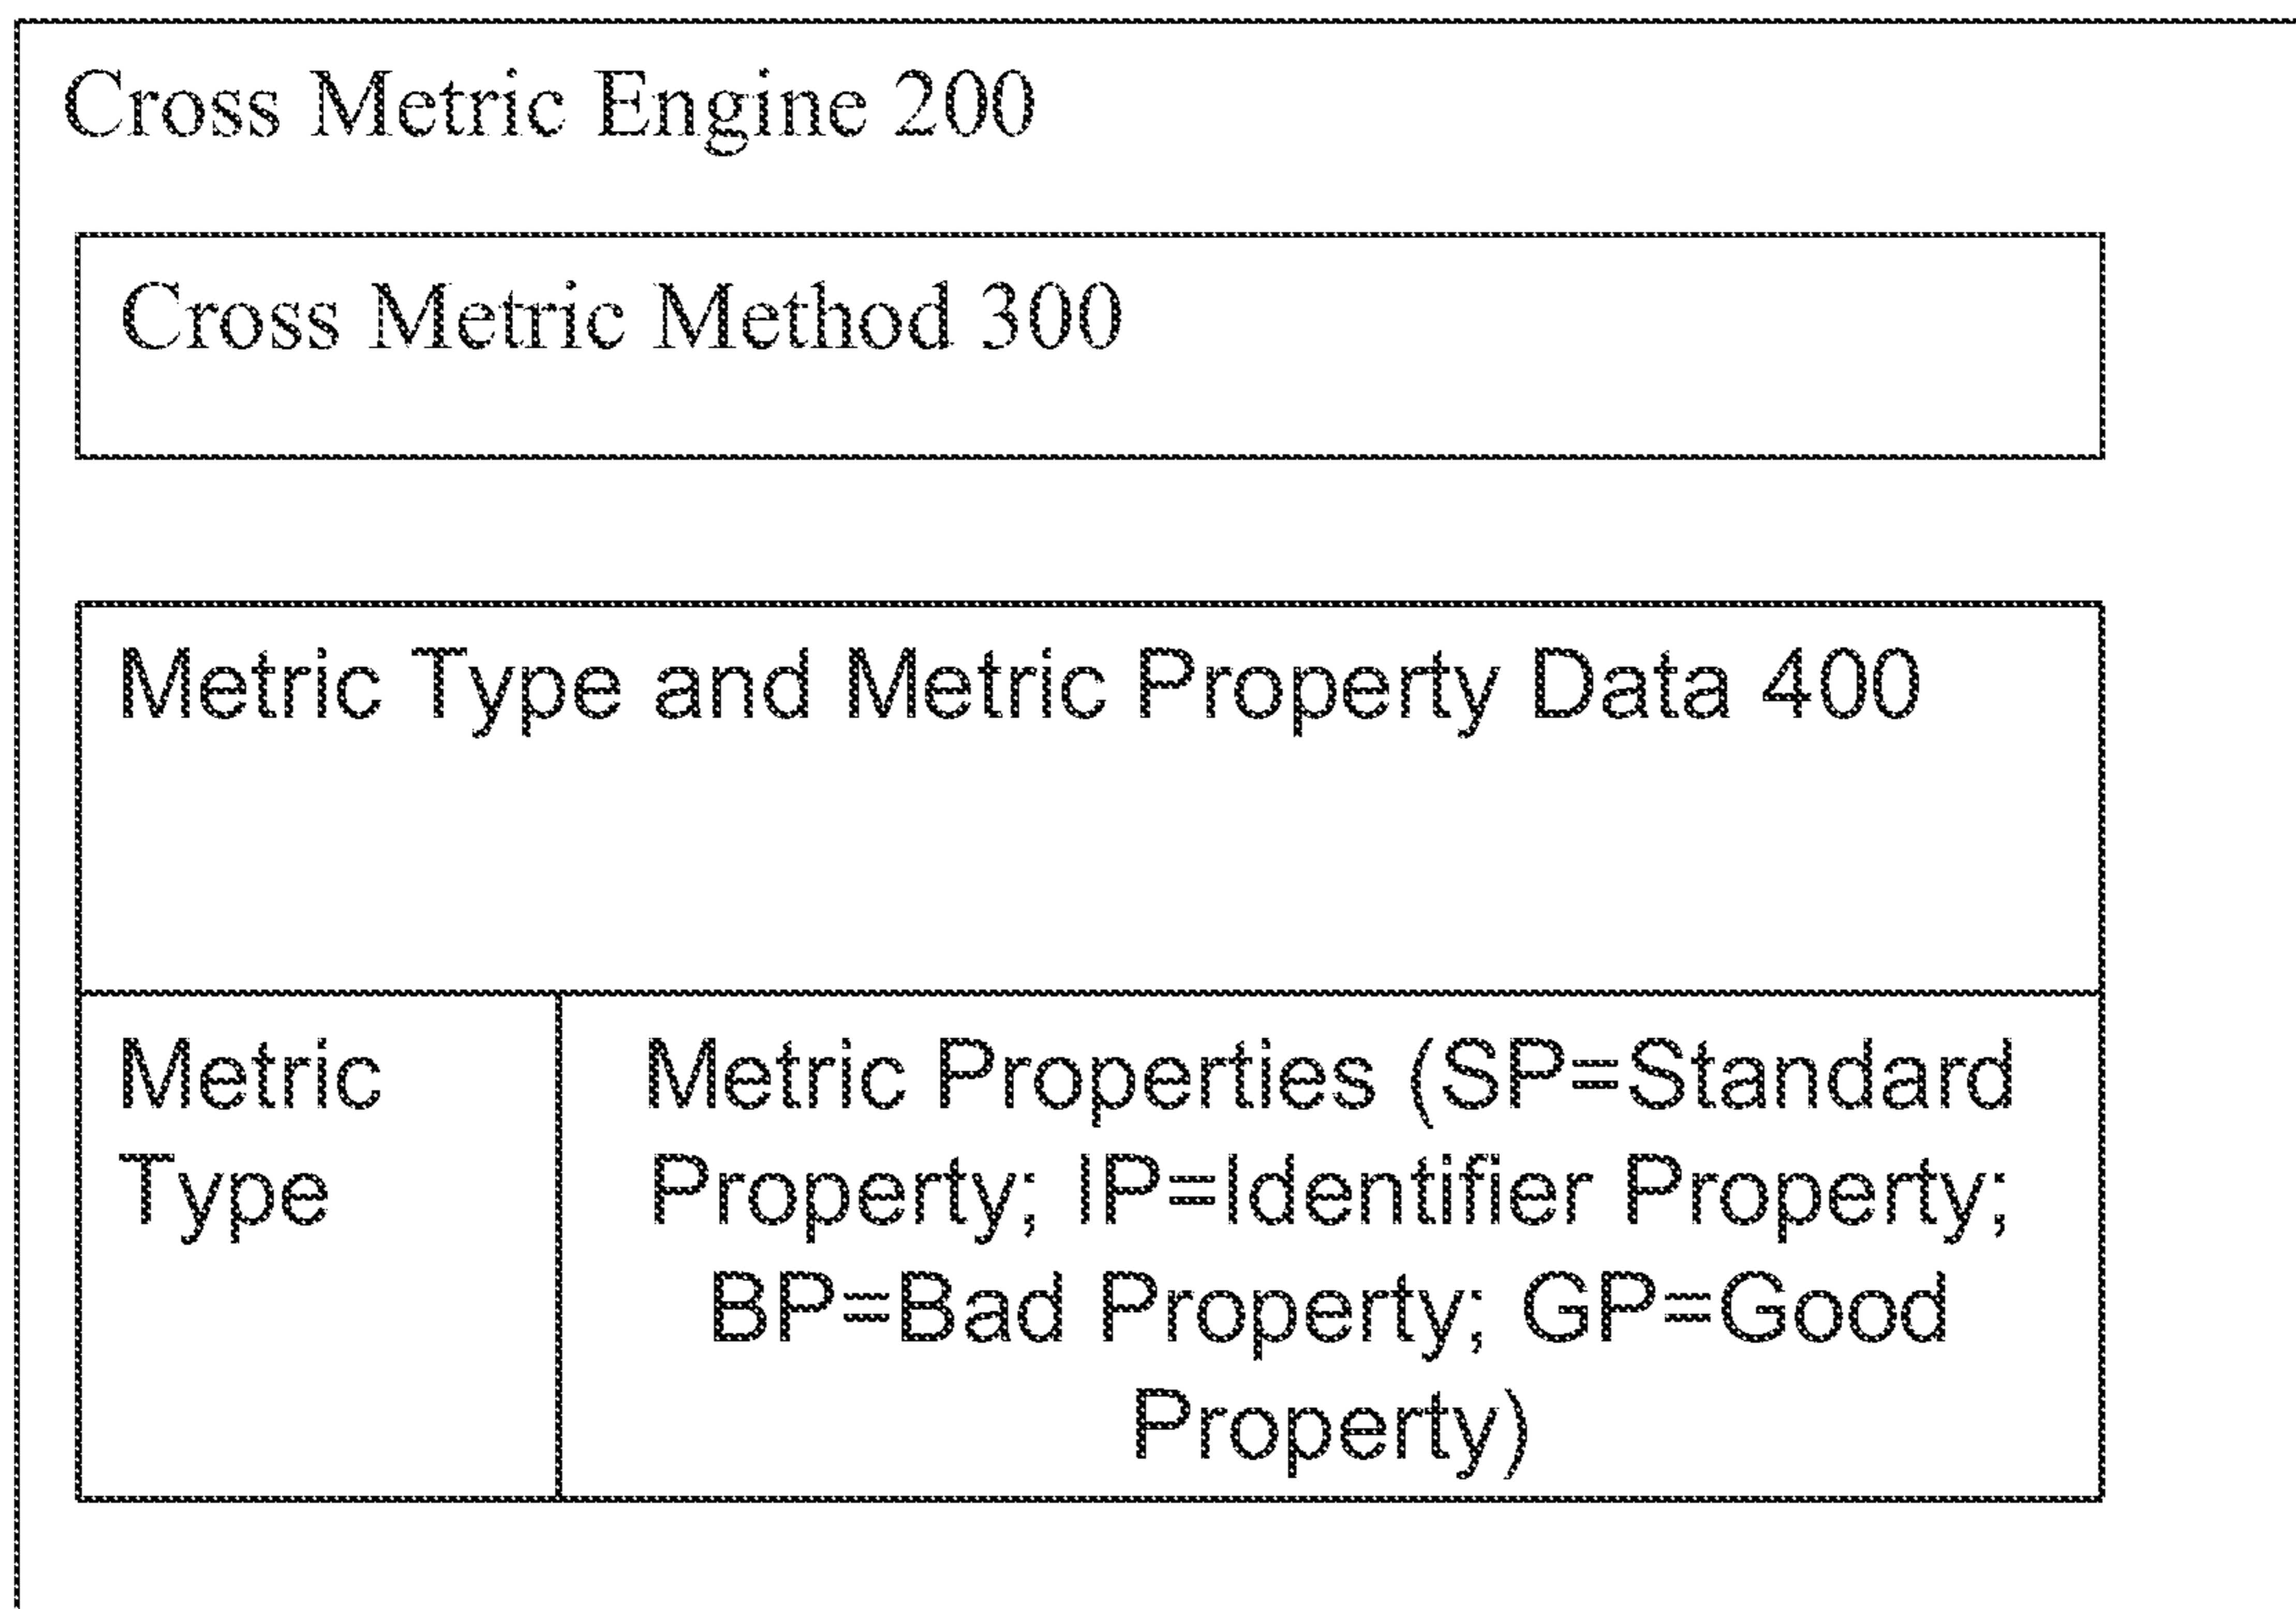 Cross Metric Engine 200
Cross Metric Method 300
Metric Type and Metric Property Data 400
Metric
Type
Metric Properties (SP=Standard
Property; IP=Identifier Property;
BP=Bad Property; GP=Good
Property)